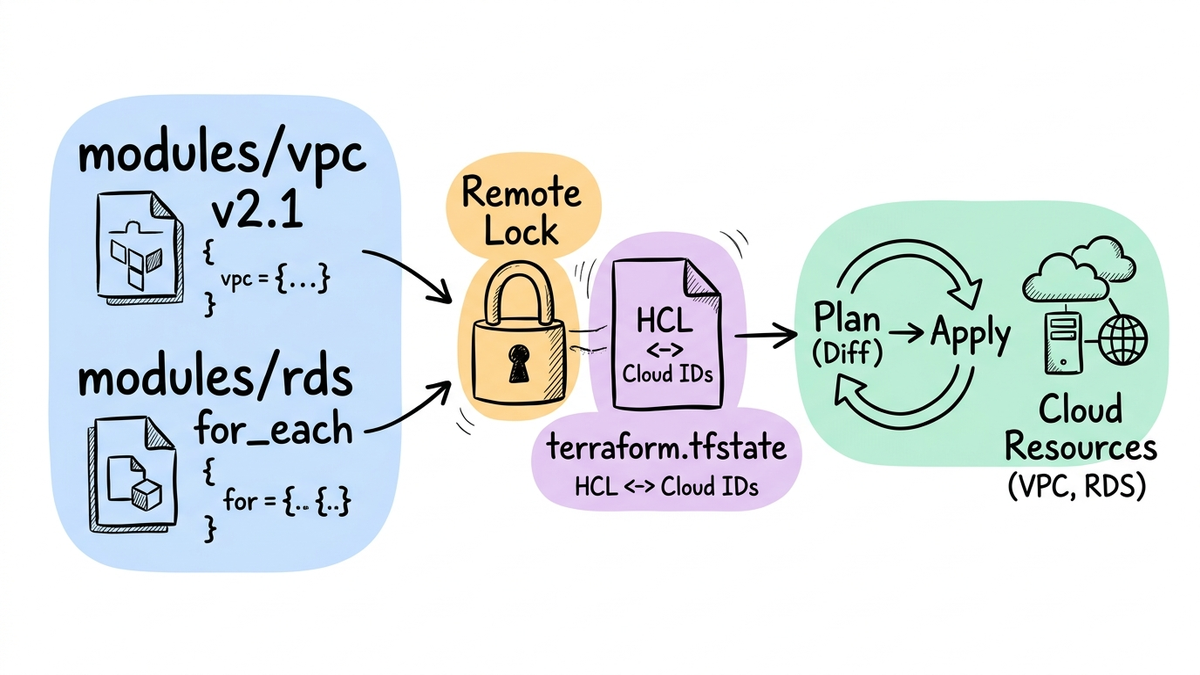 modules/vpc
v2.1
{
vpc = {...}
}
modules/rds
for_each
{
for = {.. {..}
}
Remote
Lock
HCL
<->
Cloud IDs
terraform.tfstate
HCL <-> Cloud IDs
Plan
(Diff)
Apply
Cloud
Resources
(VPC, RDS)